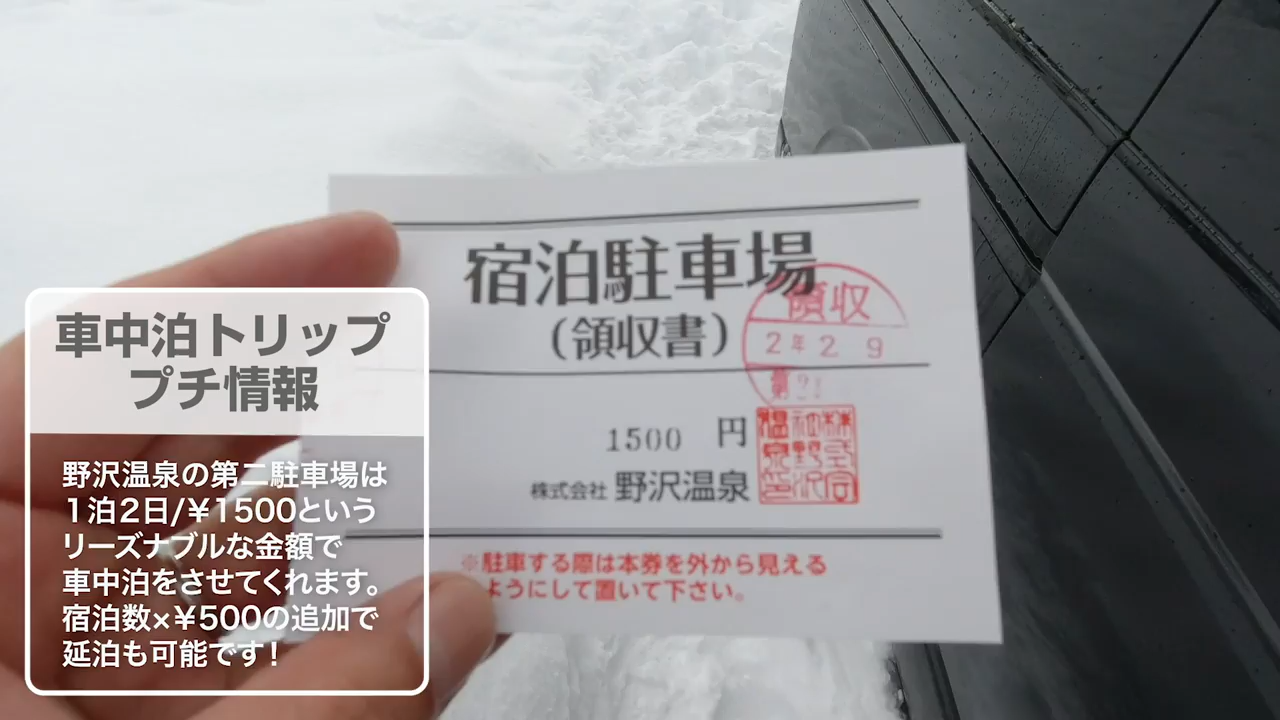 宿泊駐車場
(領収書)
領収
2年2 9
1500 円
株式会社 野沢温泉
※駐車する際は本券を外から見える
ようにして置いて下さい。
車中泊トリップ
プチ情報
野沢温泉の第二駐車場は
1泊2日/¥1500という
リーズナブルな金額で
車中泊をさせてくれます。
宿泊数×¥500の追加で
延泊も可能です!